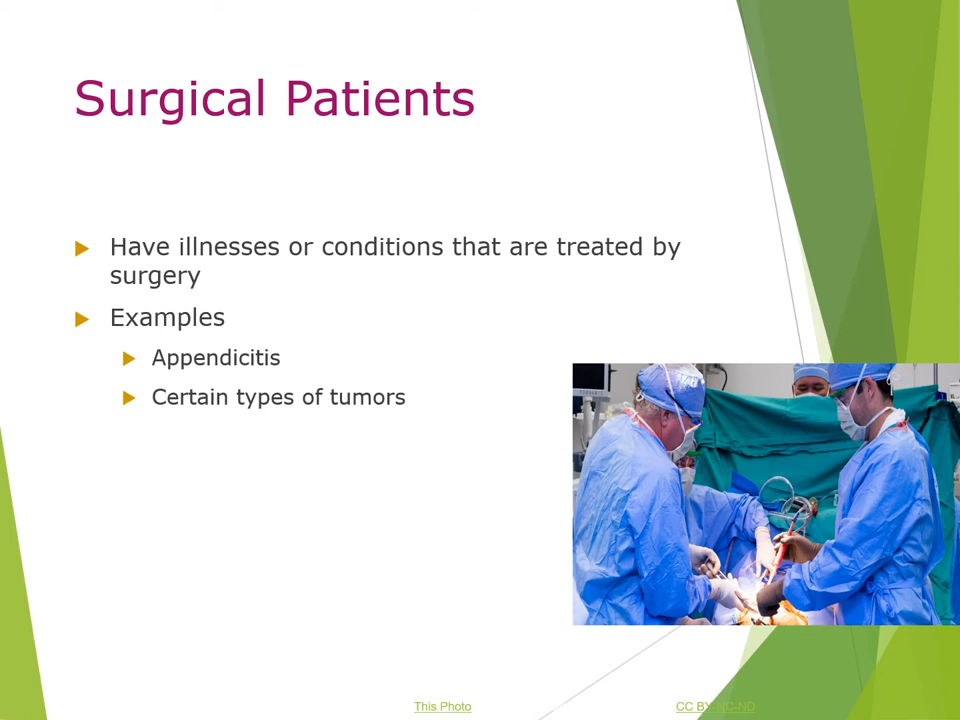 Surgical Patients
Have illnesses or conditions that are treated by
surgery
Examples
Appendicitis
Certain types of tumors
This Photo CC BY-NC-ND